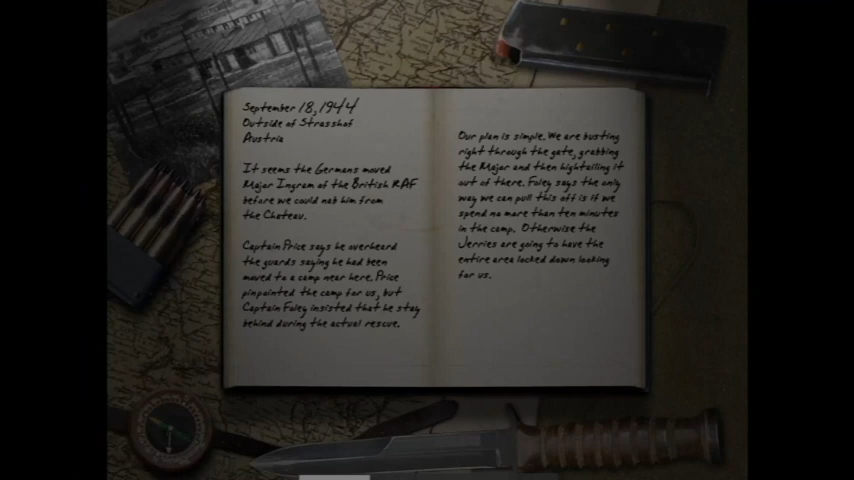 September 18, 1944
Outside of Strasshof
Austria
It seems the Germans moved
Major Ingram of the British RAF
before we could nab him from
the Chateau.
Captain Price says he overheard
the guards saying he had been
moved to a camp near here. Price
pinpointed the camp for us, but
Captain Foley insisted that he stay
behind during the actual rescue.
Our plan is simple. We are busting
right through the gate, grabbing
the Major and then hightailing it
out of there. Foley says the only
way we can pull this off is if we
spend no more than ten minutes
in the camp. Otherwise the
Jerries are going to have the
entire area locked down looking
for us.